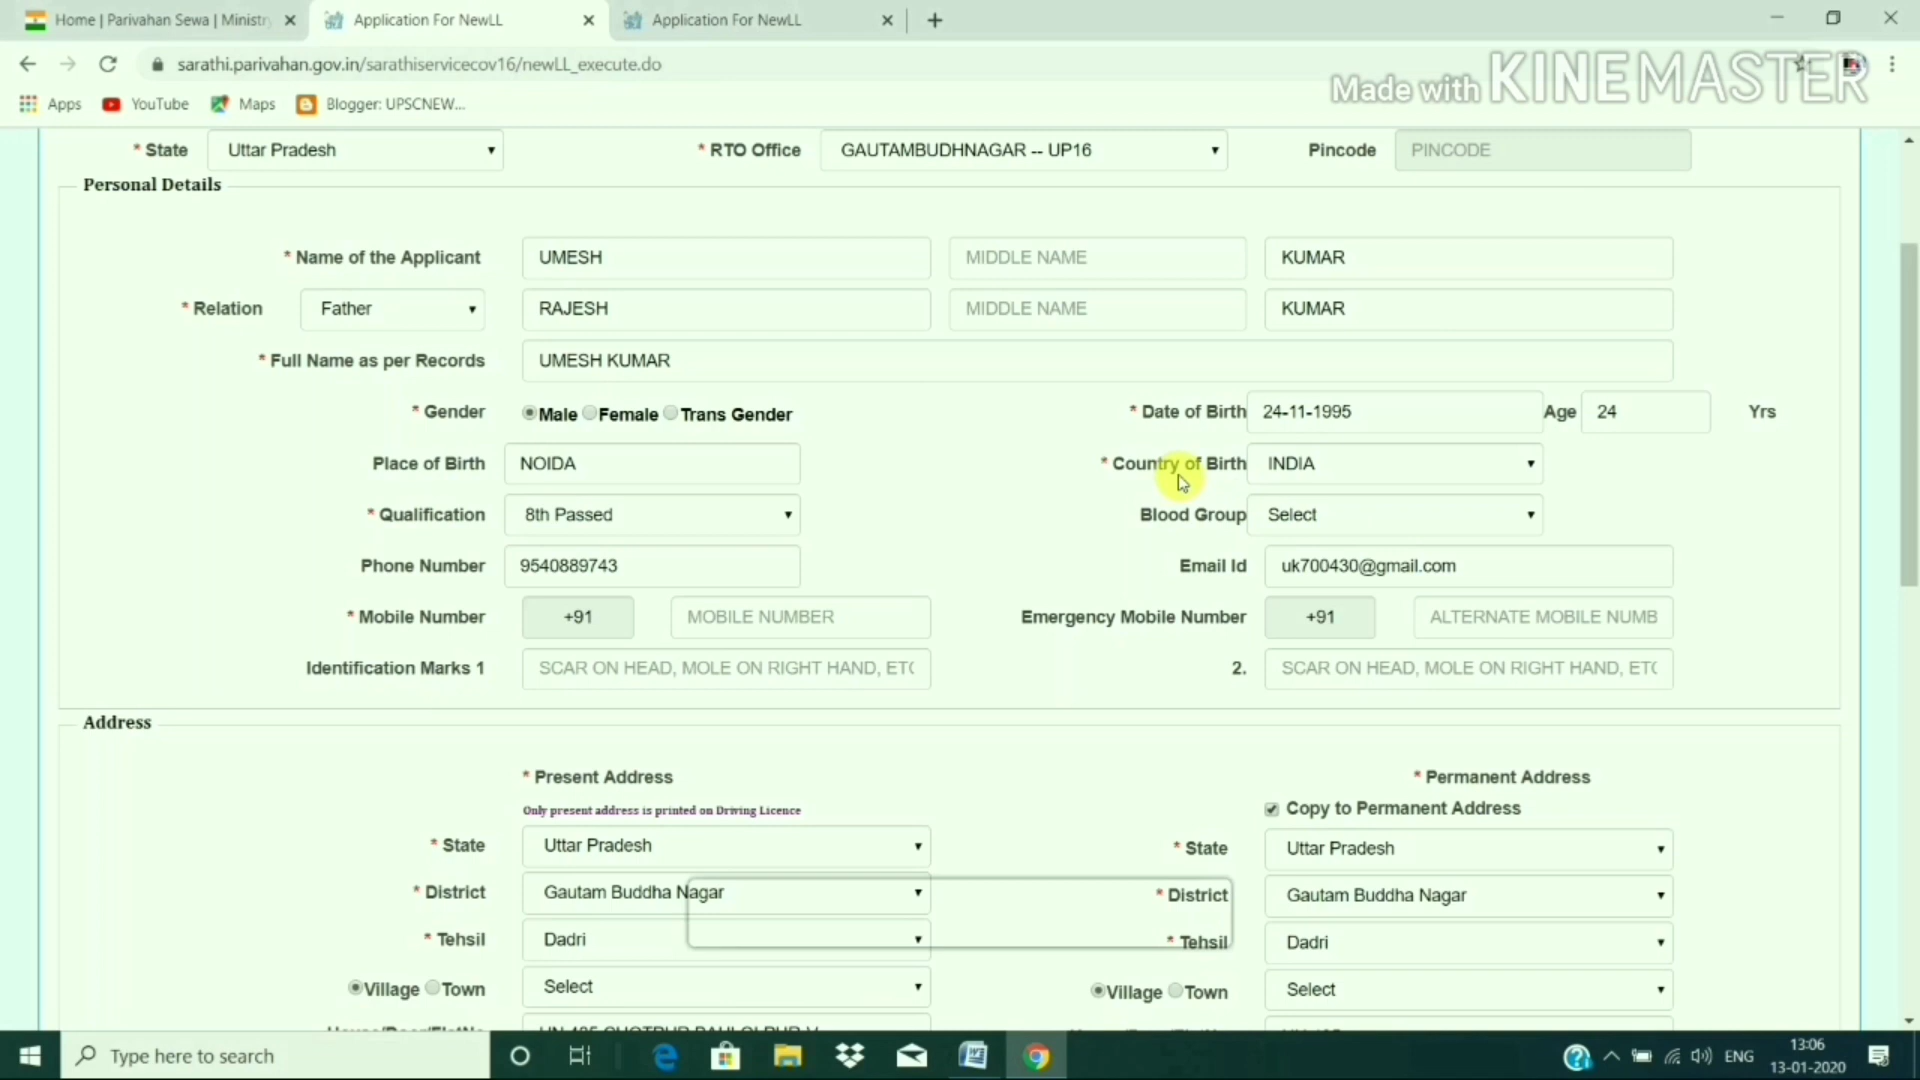 Home | Parivahan Sewa | Ministr
Application For NewLL
Application For NewLL
sarathi.parivahan.gov.in/sarathiservicecov16/newLL_execute.do
Made with KINEMASTER
Apps
YouTube
Maps
Blogger: UPSCNEW...
* State Uttar Pradesh * RTO Office GAUTAMBUDHNAGAR -- UP16 Pincode PINCODE
Personal Details
* Name of the Applicant UMESH MIDDLE NAME KUMAR
* Relation Father RAJESH MIDDLE NAME KUMAR
* Full Name as per Records UMESH KUMAR
* Gender Male Female Trans Gender * Date of Birth 24-11-1995 Age 24 Yrs
Place of Birth NOIDA * Country of Birth INDIA
* Qualification 8th Passed Blood Group Select
Phone Number 9540889743 Email Id uk700430@gmail.com
* Mobile Number +91 MOBILE NUMBER Emergency Mobile Number +91 ALTERNATE MOBILE NUMB
Identification Marks 1 SCAR ON HEAD, MOLE ON RIGHT HAND, ETC 2. SCAR ON HEAD, MOLE ON RIGHT HAND, ETC
Address
* Present Address * Permanent Address
Only present address is printed on Driving Licence Copy to Permanent Address
* State Uttar Pradesh * State Uttar Pradesh
* District Gautam Buddha Nagar * District Gautam Buddha Nagar
* Tehsil Dadri * Tehsil Dadri
Village Town Select Village Town Select
Type here to search
ENG
13:06
13-01-2020